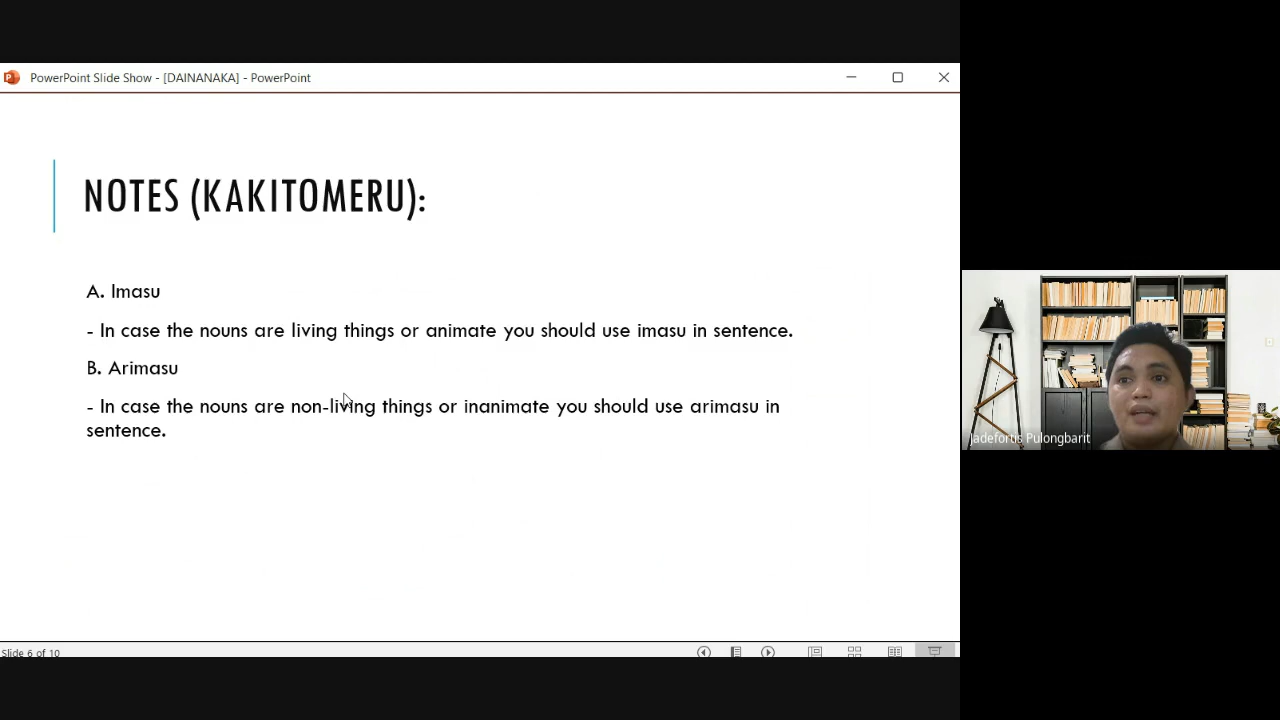 PowerPoint Slide Show - [DAINANAKA] - PowerPoint
NOTES (KAKITOMERU):
A. Imasu
- In case the nouns are living things or animate you should use imasu in sentence.
B. Arimasu
- In case the nouns are non-living things or inanimate you should use arimasu in
sentence.
Jadefortis Pulongbarit
Slide 6 of 10